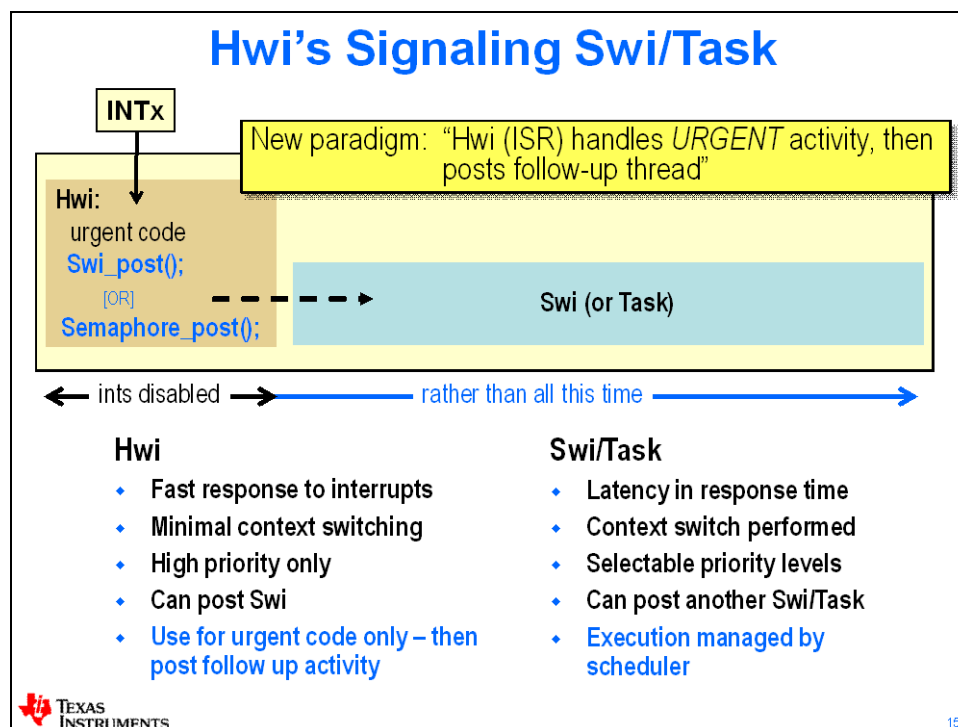 Hwi's Signaling Swi/Task
INTx
New paradigm: "Hwi (ISR) handles URGENT activity, then
posts follow-up thread"
Hwi:
urgent code
Swi_post();
[OR]
Semaphore_post();
Swi (or Task)
ints disabled
rather than all this time
Hwi
Fast response to interrupts
Minimal context switching
High priority only
Can post Swi
Use for urgent code only – then
post follow up activity
Swi/Task
Latency in response time
Context switch performed
Selectable priority levels
Can post another Swi/Task
Execution managed by
scheduler
TEXAS
INSTRUMENTS
15